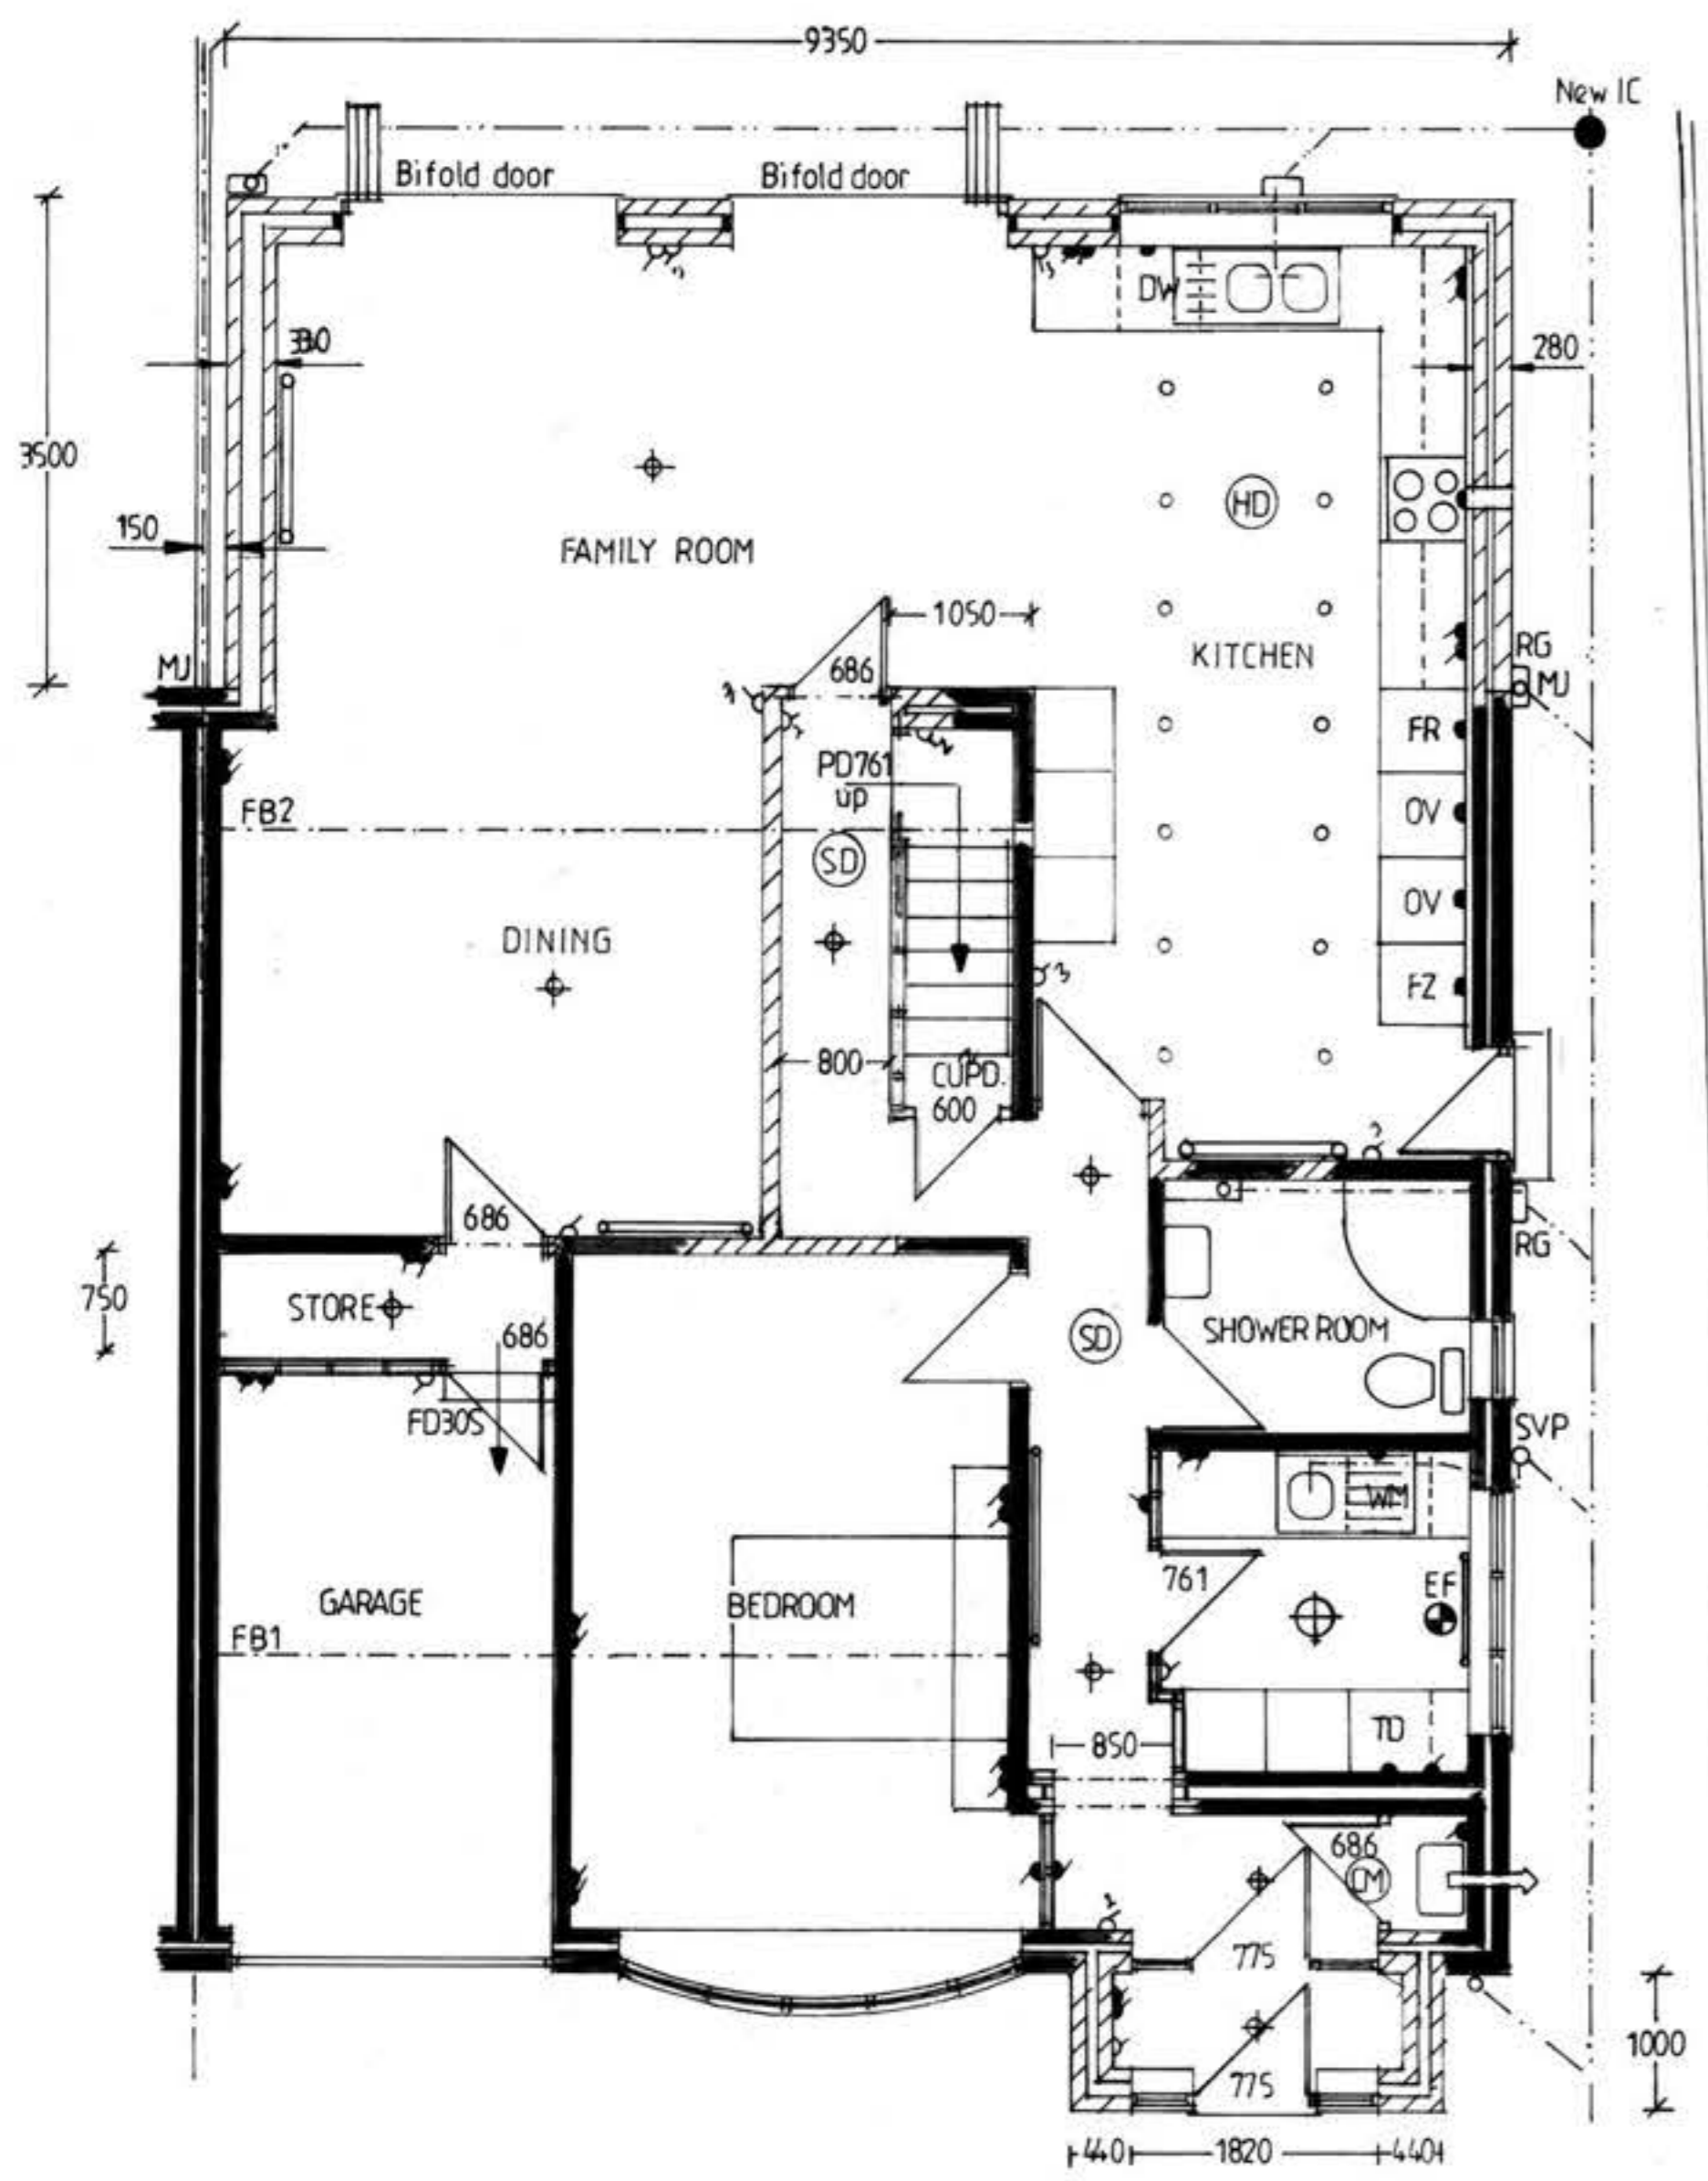 9350
New IC
Bifold door
Bifold door
DW
330
280
3500
HD
150
FAMILY ROOM
1050
KITCHEN
RG
MJ
686
MJ
FR
PD761
up
FB2
OV
SD
OV
DINING
3
FZ
800
CUPD.
600
3
686
RG
750
STORE
686
SD
SHOWER ROOM
FD30S
SVP
WM
GARAGE
BEDROOM
761
EF
FB1
TD
850
686
775
1000
775
440
1820
440